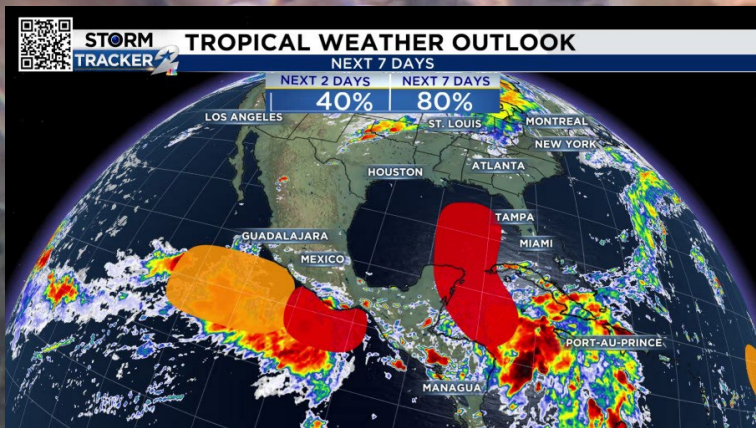 STORM TRACKER 2
TROPICAL WEATHER OUTLOOK
NEXT 7 DAYS
NEXT 2 DAYS
40%
NEXT 7 DAYS
80%
LOS ANGELES
ST. LOUIS
MONTREAL
NEW YORK
ATLANTA
HOUSTON
TAMPA
MIAMI
GUADALAJARA
MEXICO
PORT-AU-PRINCE
MANAGUA